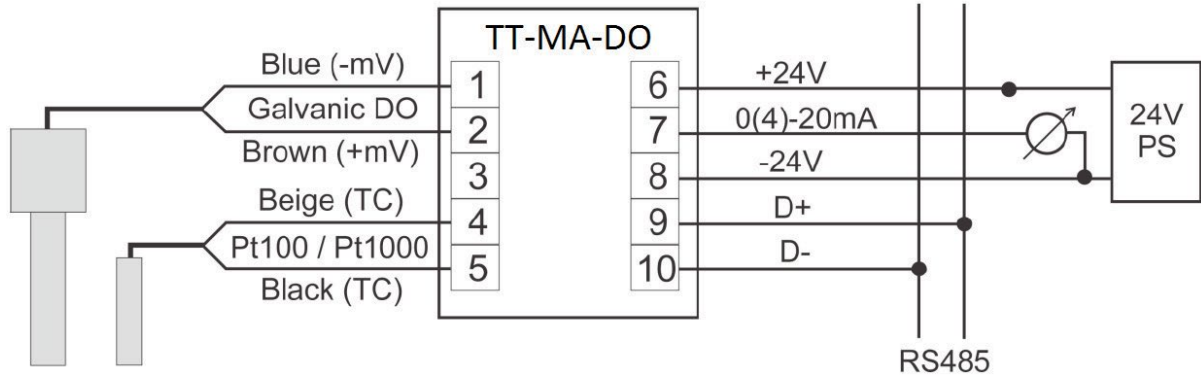 TT-MA-DO
Blue (-mV)
Galvanic DO
Brown (+mV)
Beige (TC)
Pt100 / Pt1000
Black (TC)
1
2
3
4
5
6
7
8
9
10
+24V
0(4)-20mA
-24V
D+
D-
24V
PS
RS485